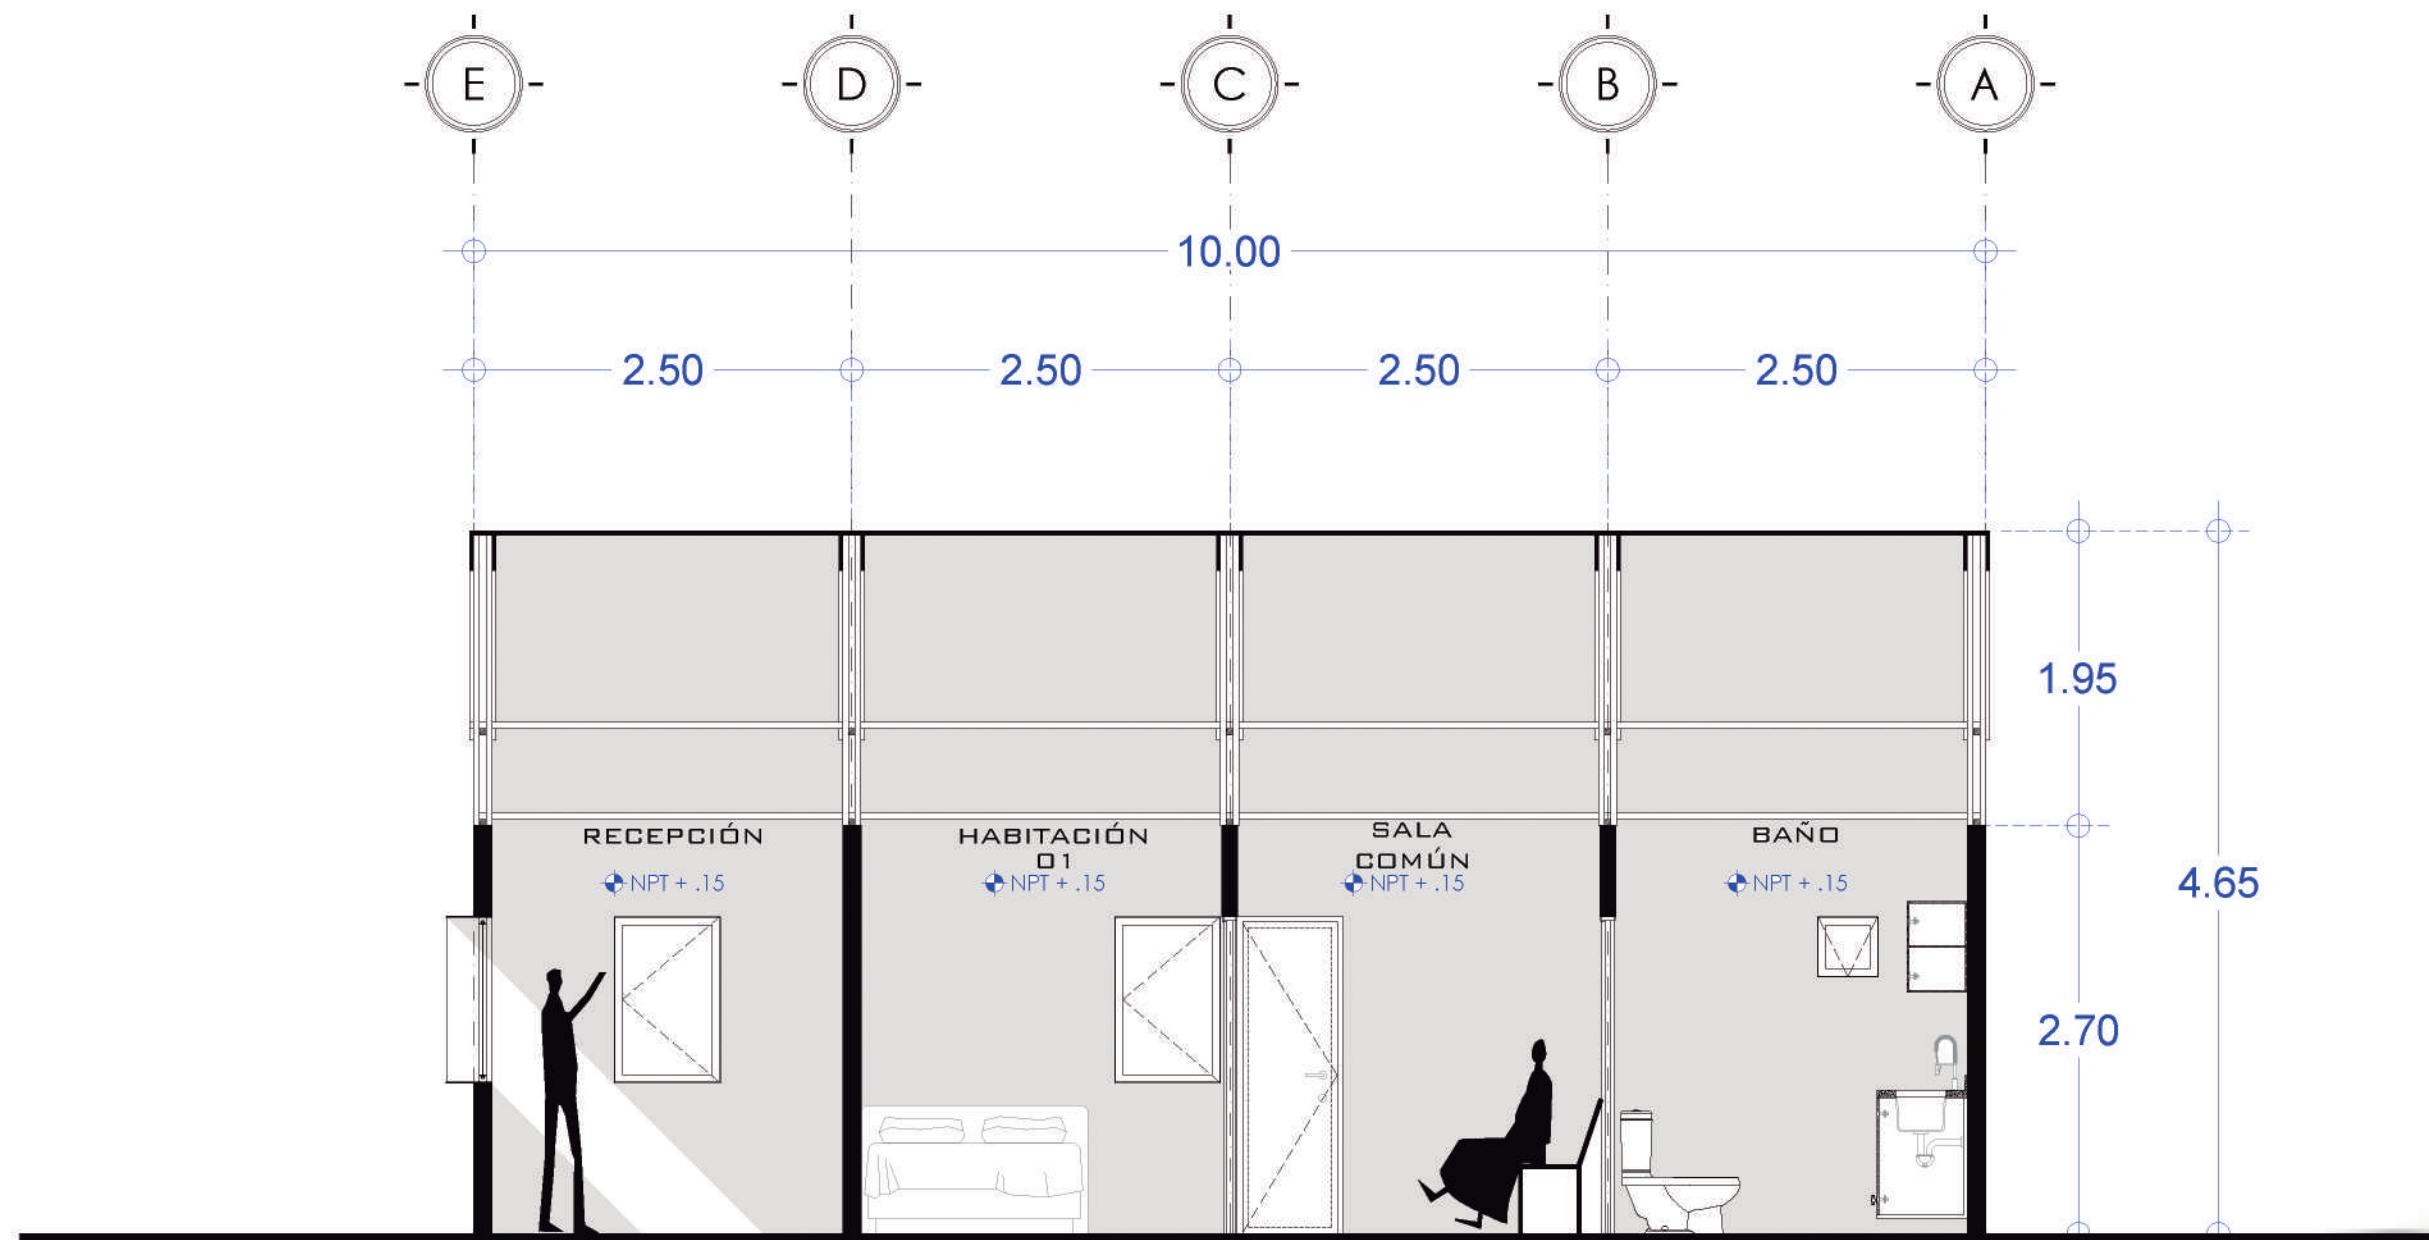 E D C B A
10.00
2.50 2.50 2.50 2.50
1.95
RECEPCIÓN
NPT + .15
HABITACIÓN
01
NPT + .15
SALA
COMÚN
NPT + .15
BAÑO
NPT + .15
4.65
2.70